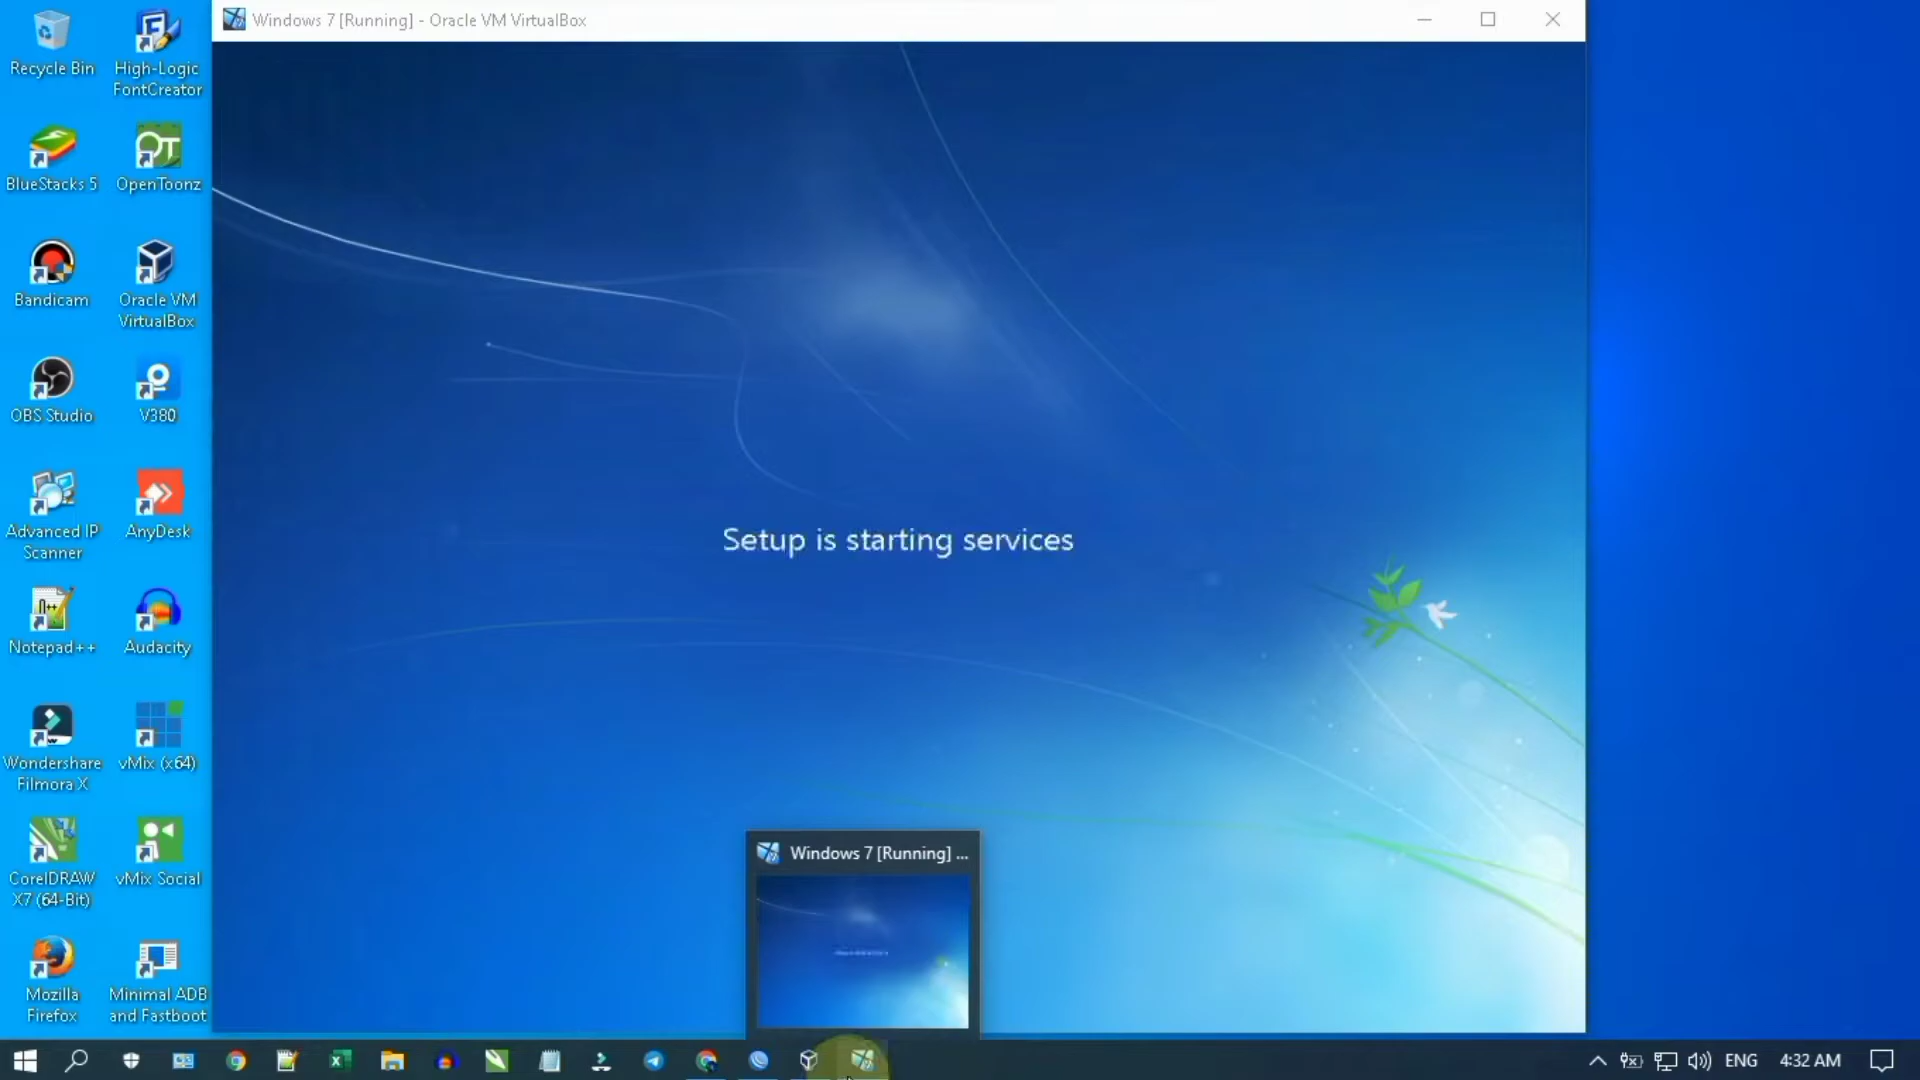 Windows 7 [Running] - Oracle VM VirtualBox
Recycle Bin
High-Logic
FontCreator
BlueStacks 5
OpenToonz
Bandicam
Oracle VM
VirtualBox
OBS Studio
V380
Advanced IP
Scanner
AnyDesk
Notepad++
Audacity
Wondershare
Filmora X
vMix (x64)
CorelDRAW
X7 (64-Bit)
vMix Social
Mozilla
Firefox
Minimal ADB
and Fastboot
Setup is starting services
Windows 7 [Running] ...
ENG
4:32 AM